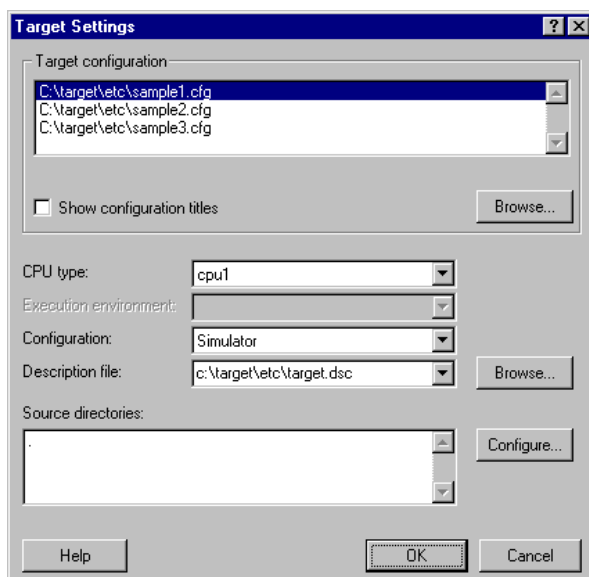 Target Settings
Target configuration
C:\target\etc\sample1.cfg
C:\target\etc\sample2.cfg
C:\target\etc\sample3.cfg
Show configuration titles
Browse...
CPU type:
cpu1
Execution environment:
Configuration:
Simulator
Description file:
c:\target\etc\target.dsc
Browse...
Source directories:
.
Configure...
Help
OK
Cancel